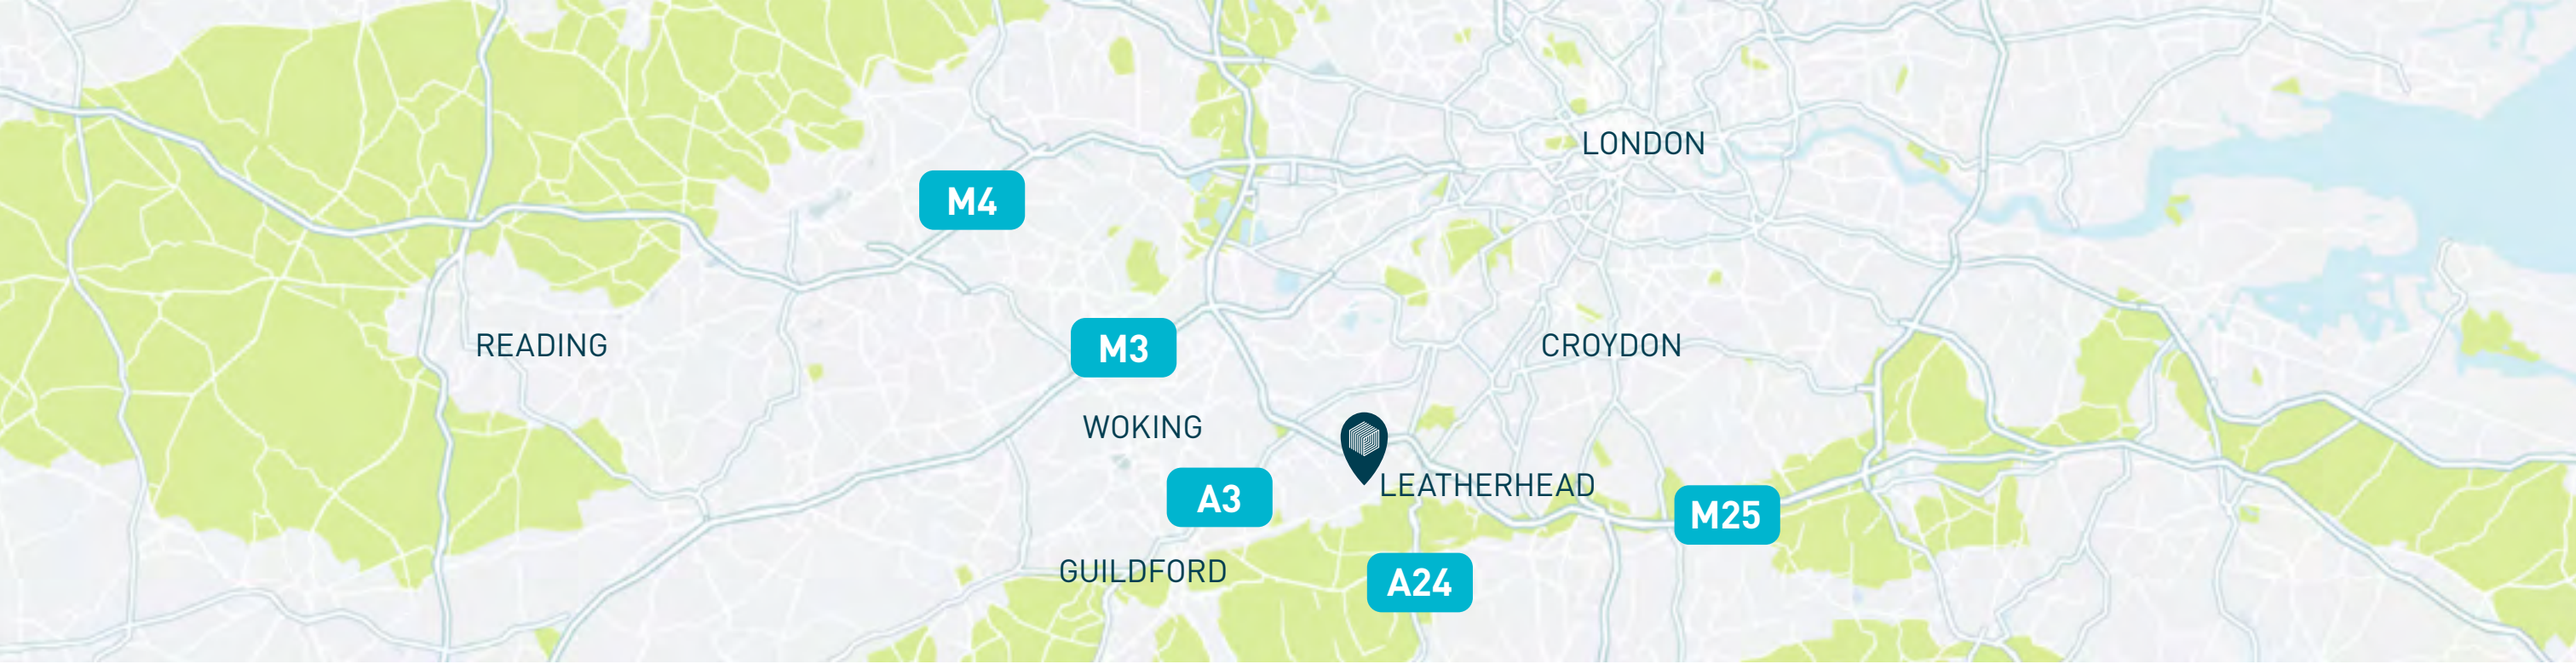 LONDON
M4
READING
M3
CROYDON
WOKING
LEATHERHEAD
A3
M25
GUILDFORD
A24